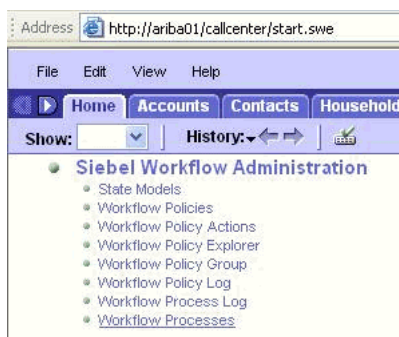 Address http://ariba01/callcenter/start.swe
File Edit View Help
Home Accounts Contacts Household
Show: History:
Siebel Workflow Administration
State Models
Workflow Policies
Workflow Policy Actions
Workflow Policy Explorer
Workflow Policy Group
Workflow Policy Log
Workflow Process Log
Workflow Processes